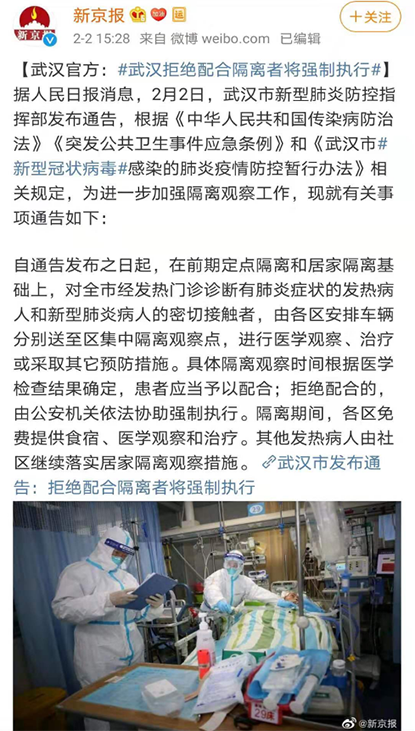 新京报
2-2 15:28 来自 微博 weibo.com 已编辑
+关注
新京报
【武汉官方：#武汉拒绝配合隔离者将强制执行#】
据人民日报消息，2月2日，武汉市新型肺炎防控指
挥部发布通告，根据《中华人民共和国传染病防治
法》《突发公共卫生事件应急条例》和《武汉市#
新型冠状病毒#感染的肺炎疫情防控暂行办法》相
关规定，为进一步加强隔离观察工作，现就有关事
项通告如下：
自通告发布之日起，在前期定点隔离和居家隔离基
础上，对全市经发热门诊诊断有肺炎症状的发热病
人和新型肺炎病人的密切接触者，由各区安排车辆
分别送至区集中隔离观察点，进行医学观察、治疗
或采取其它预防措施。具体隔离观察时间根据医学
检查结果确定，患者应当予以配合；拒绝配合的，
由公安机关依法协助强制执行。隔离期间，各区免
费提供食宿、医学观察和治疗。其他发热病人由社
区继续落实居家隔离观察措施。武汉市发布通
告：拒绝配合隔离者将强制执行
29床
@新京报